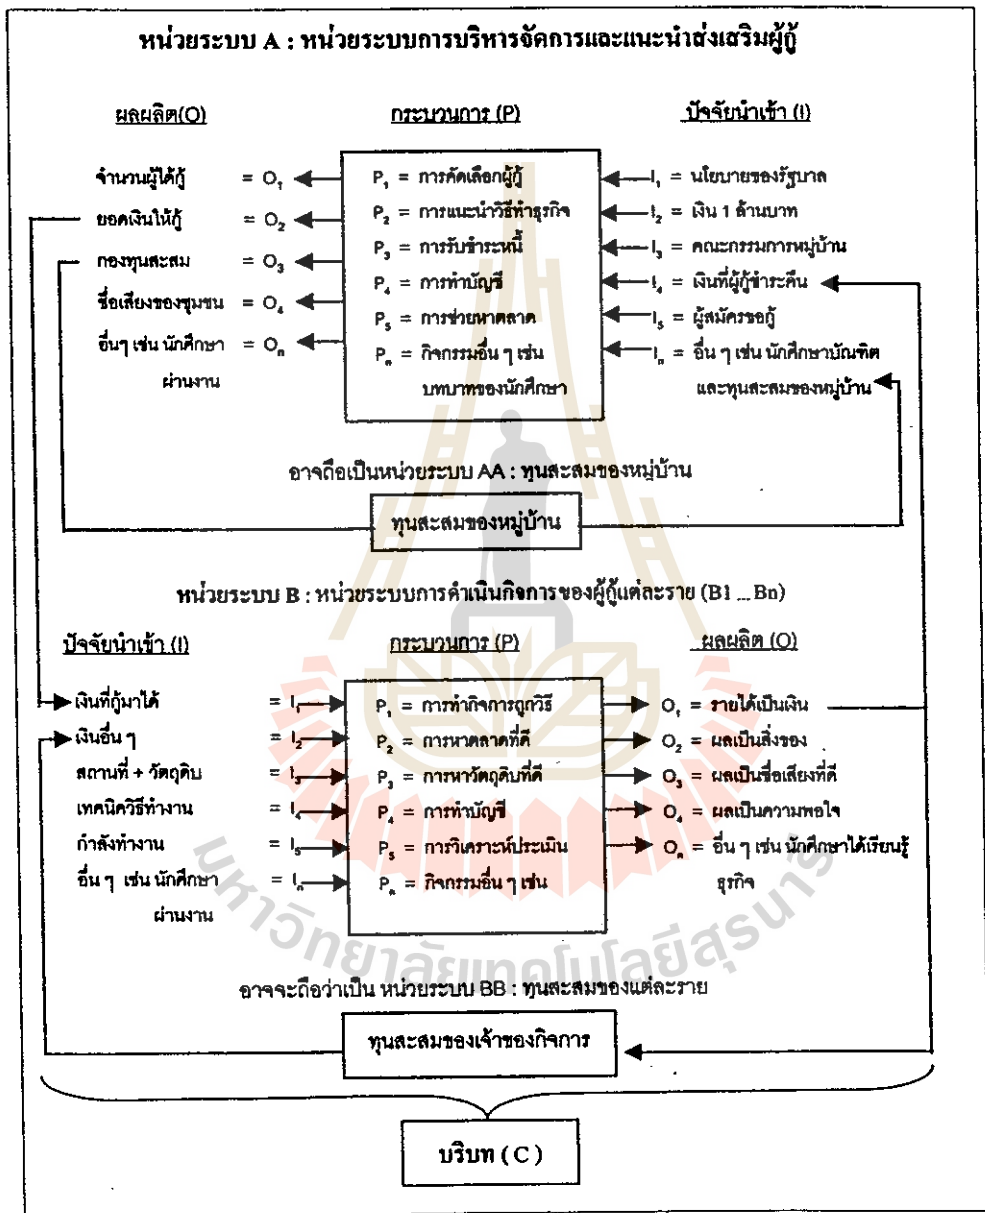 หน่วยระบบ A : หน่วยระบบการบริหารจัดการและแนะนำส่งเสริมผู้กู้
ผลผลิต(O) กระบวนการ (P) ปัจจัยนำเข้า (I)
จำนวนผู้ได้กู้ = O₁ P₁ = การคัดเลือกผู้กู้ I₁ = นโยบายของรัฐบาล
ยอดเงินให้กู้ = O₂ P₂ = การแนะนำวิธีทำธุรกิจ I₂ = เงิน 1 ล้านบาท
กองทุนสะสม = O₃ P₃ = การรับชำระหนี้ I₃ = คณะกรรมการหมู่บ้าน
ชื่อเสียงของชุมชน = O₄ P₄ = การทำบัญชี I₄ = เงินที่ผู้กู้ชำระคืน
P₅ = การช่วยหาตลาด I₅ = ผู้สมัครขอกู้
อื่นๆ เช่น นักศึกษา = Oₙ Pₙ = กิจกรรมอื่น ๆ เช่น Iₙ = อื่น ๆ เช่น นักศึกษาบัณฑิต
ผ่านงาน บทบาทของนักศึกษา และทุนสะสมของหมู่บ้าน
อาจถือเป็นหน่วยระบบ AA : ทุนสะสมของหมู่บ้าน
ทุนสะสมของหมู่บ้าน
หน่วยระบบ B : หน่วยระบบการดำเนินกิจการของผู้กู้แต่ละราย (B1 ... Bn)
ปัจจัยนำเข้า (I) กระบวนการ (P) ผลผลิต (O)
เงินที่กู้มาได้ = I₁ P₁ = การทำกิจการถูกวิธี O₁ = รายได้เป็นเงิน
เงินอื่น ๆ = I₂ P₂ = การหาตลาดที่ดี O₂ = ผลเป็นสิ่งของ
สถานที่ + วัตถุดิบ = I₃ P₃ = การหาวัตถุดิบที่ดี O₃ = ผลเป็นชื่อเสียงที่ดี
เทคนิควิธีทำงาน = I₄ P₄ = การทำบัญชี O₄ = ผลเป็นความพอใจ
กำลังทำงาน = I₅ P₅ = การวิเคราะห์ประเมิน Oₙ = อื่น ๆ เช่น นักศึกษาได้เรียนรู้
อื่น ๆ เช่น นักศึกษา = Iₙ Pₙ = กิจกรรมอื่น ๆ เช่น ธุรกิจ
ผ่านงาน
มหาวิทยาลัยเทคโนโลยีสุรนารี
อาจจะถือว่าเป็น หน่วยระบบ BB : ทุนสะสมของแต่ละราย
ทุนสะสมของเจ้าของกิจการ
บริบท ( C )